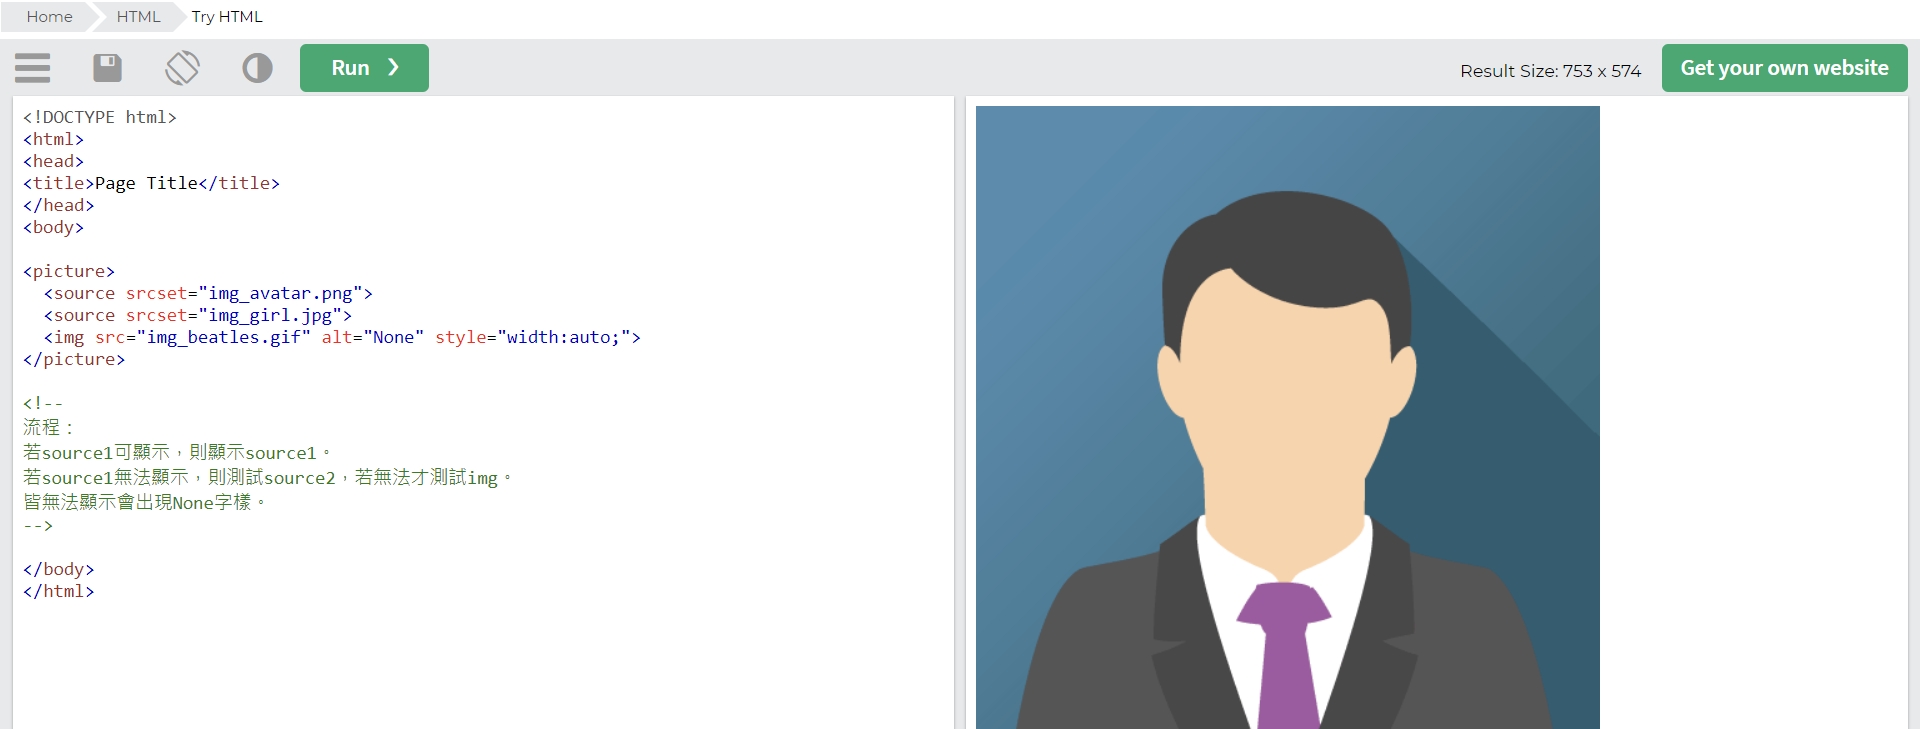 Home HTML Try HTML
Run ❯ Result Size: 753 x 574 Get your own website
<!DOCTYPE html>
<html>
<head>
<title>Page Title</title>
</head>
<body>
<picture>
  <source srcset="img_avatar.png">
  <source srcset="img_girl.jpg">
  <img src="img_beatles.gif" alt="None" style="width:auto;">
</picture>
<!--
流程：
若source1可顯示，則顯示source1。
若source1無法顯示，則測試source2，若無法才測試img。
皆無法顯示會出現None字樣。
-->
</body>
</html>